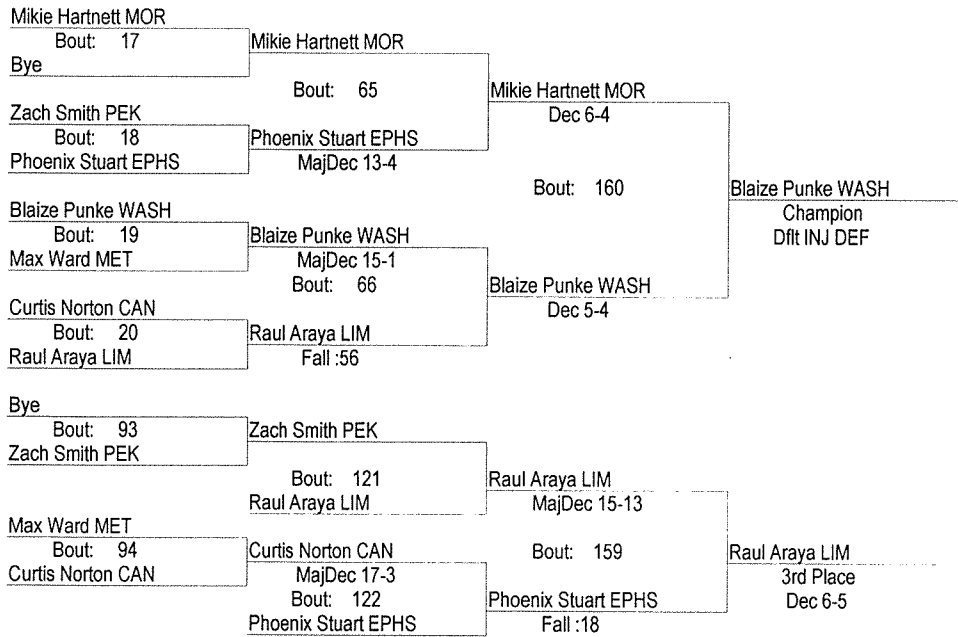 Mikie Hartnett MOR
Bout: 17
Bye
Mikie Hartnett MOR
Bout: 65
Zach Smith PEK
Bout: 18
Phoenix Stuart EPHS
Phoenix Stuart EPHS
MajDec 13-4
Mikie Hartnett MOR
Dec 6-4
Bout: 160
Blaize Punke WASH
Champion
Dflt INJ DEF
Blaize Punke WASH
Bout: 19
Max Ward MET
Blaize Punke WASH
MajDec 15-1
Bout: 66
Curtis Norton CAN
Bout: 20
Raul Araya LIM
Raul Araya LIM
Fall :56
Blaize Punke WASH
Dec 5-4
Bye
Bout: 93
Zach Smith PEK
Zach Smith PEK
Bout: 121
Raul Araya LIM
Raul Araya LIM
MajDec 15-13
Max Ward MET
Bout: 94
Curtis Norton CAN
Curtis Norton CAN
MajDec 17-3
Bout: 122
Phoenix Stuart EPHS
Phoenix Stuart EPHS
Fall :18
Bout: 159
Raul Araya LIM
3rd Place
Dec 6-5